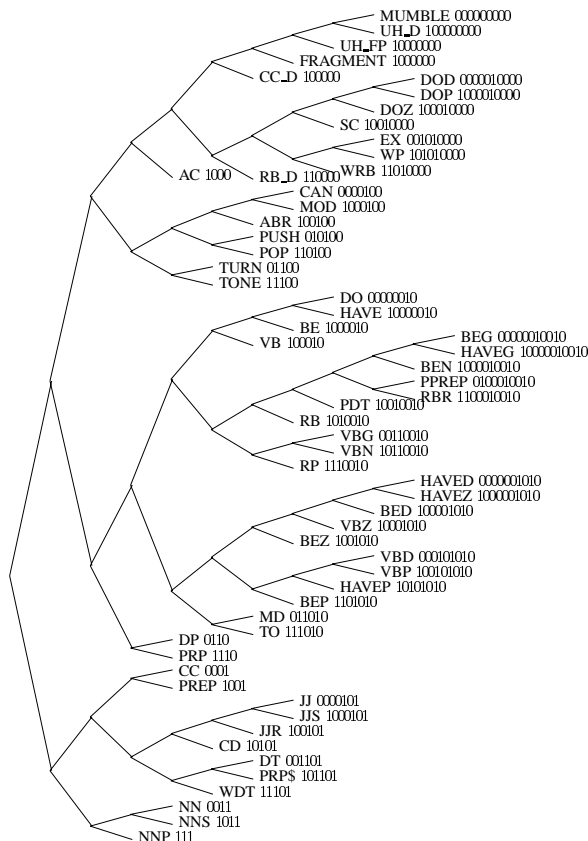 MUMBLE 000000000
UH_D 100000000
UH_FP 10000000
FRAGMENT 1000000
CC_D 100000
DOD 0000010000
DOP 1000010000
DOZ 100010000
SC 10010000
EX 001010000
WP 101010000
WRB 11010000
RB_D 110000
AC 1000
CAN 0000100
MOD 1000100
ABR 100100
PUSH 010100
POP 110100
TURN 01100
TONE 11100
DO 00000010
HAVE 10000010
BE 1000010
VB 100010
BEG 00000010010
HAVEG 10000010010
BEN 1000010010
PPREP 0100010010
RBR 1100010010
PDT 10010010
RB 1010010
VBG 00110010
VBN 10110010
RP 1110010
HAVED 0000001010
HAVEZ 1000001010
BED 100001010
VBZ 10001010
BEZ 1001010
VBD 000101010
VBP 100101010
HAVEP 10101010
BEP 1101010
MD 011010
TO 111010
DP 0110
PRP 1110
CC 0001
PREP 1001
JJ 0000101
JJS 1000101
JJR 100101
CD 10101
DT 001101
PRP$ 101101
WDT 11101
NN 0011
NNS 1011
NNP 111